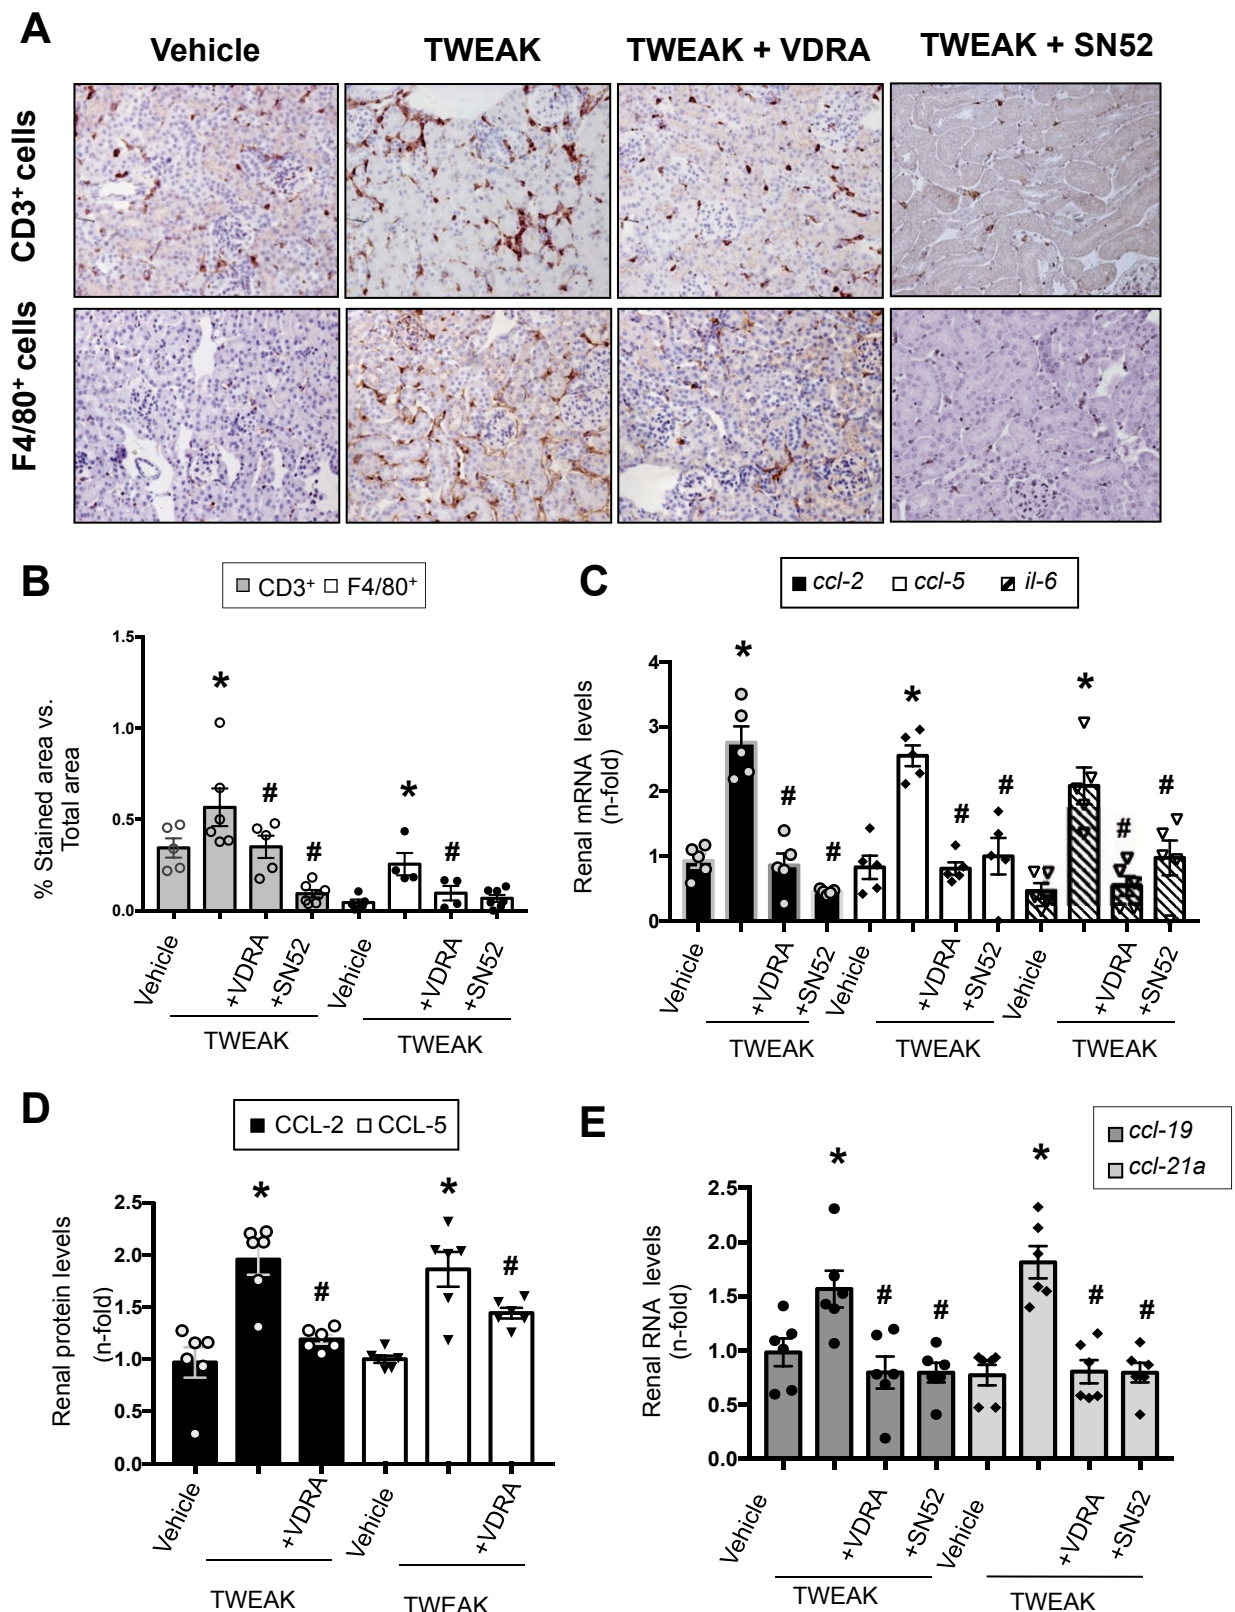 A
Vehicle TWEAK TWEAK + VDRA TWEAK + SN52
CD3+ cells
F4/80+ cells
B
CD3+ F4/80+
% Stained area vs.
Total area
1.5
1.0
0.5
0.0
* # # * #
Vehicle +VDRA +SN52 Vehicle +VDRA +SN52
TWEAK TWEAK
C
ccl-2 ccl-5 il-6
Renal mRNA levels
(n-fold)
4
3
2
1
0
* # # * # # * # #
Vehicle +VDRA +SN52 Vehicle +VDRA +SN52 Vehicle +VDRA +SN52
TWEAK TWEAK TWEAK
D
CCL-2 CCL-5
Renal protein levels
(n-fold)
2.5
2.0
1.5
1.0
0.5
0.0
* # * #
Vehicle +VDRA Vehicle +VDRA
TWEAK TWEAK
E
ccl-19
ccl-21a
Renal RNA levels
(n-fold)
2.5
2.0
1.5
1.0
0.5
0.0
* # # * # #
Vehicle +VDRA +SN52 Vehicle +VDRA +SN52
TWEAK TWEAK